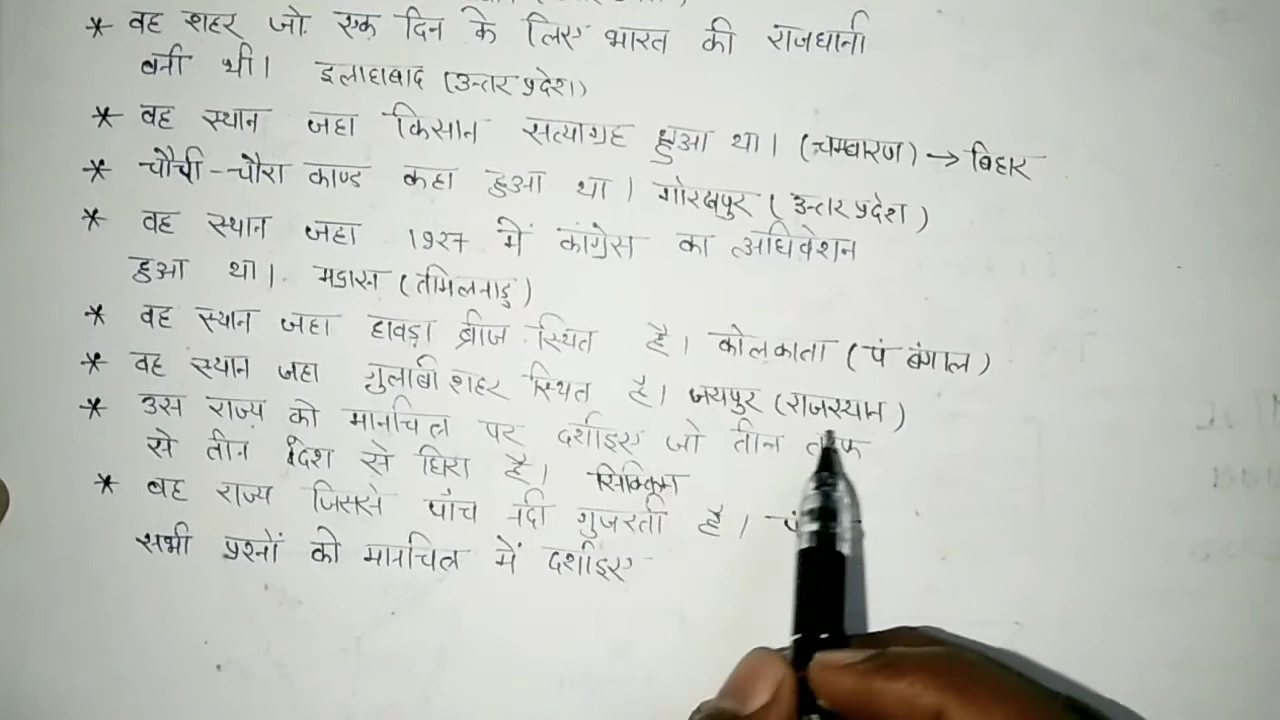 * वह शहर जो एक दिन के लिए भारत की राजधानी
बनी थी। इलाहाबाद (उत्तर प्रदेश)
* वह स्थान जहा किसान सत्याग्रह हुआ था। (चम्बारण) → बिहार
* चौची-चौरा काण्ड कहा हुआ था। गोरखपुर (उत्तर प्रदेश)
* वह स्थान जहा 1927 में कांग्रेस का अधिवेशन
हुआ था। मद्रास (तमिलनाडु)
* वह स्थान जहा हावड़ा ब्रीज स्थित है। कोलकाता (पं बंगाल)
* वह स्थान जहा गुलाबी शहर स्थित है। जयपुर (राजस्थान)
* उस राज्य को मानचित्र पर दर्शाइए जो तीन
से तीन देश से घिरा है। सिक्किम
* वह राज्य जिससे पाँच नदी गुजरती है।
सभी प्रश्नों को मानचित्र में दर्शाइए